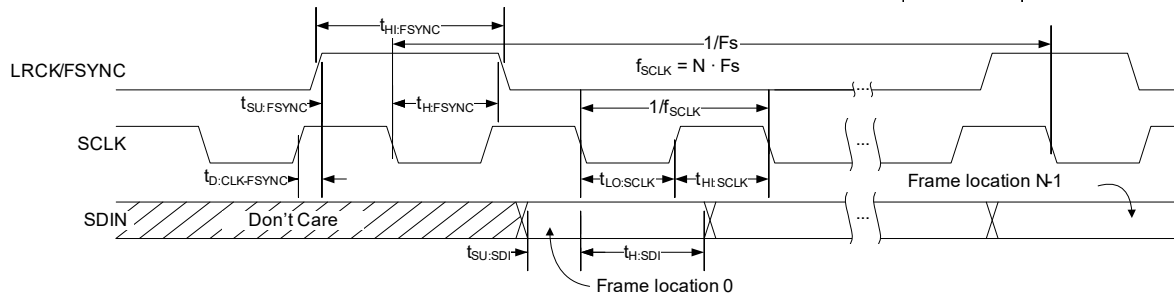 tHI:FSYNC
1/Fs
LRCK/FSYNC
fSCLK = N · Fs
...
tSU:FSYNC
tH:FSYNC
1/fSCLK
SCLK
...
tD:CLK-FSYNC
tLO:SCLK
tHI:SCLK
Frame location N-1
SDIN
Don't Care
...
tSU:SDI
tH:SDI
Frame location 0